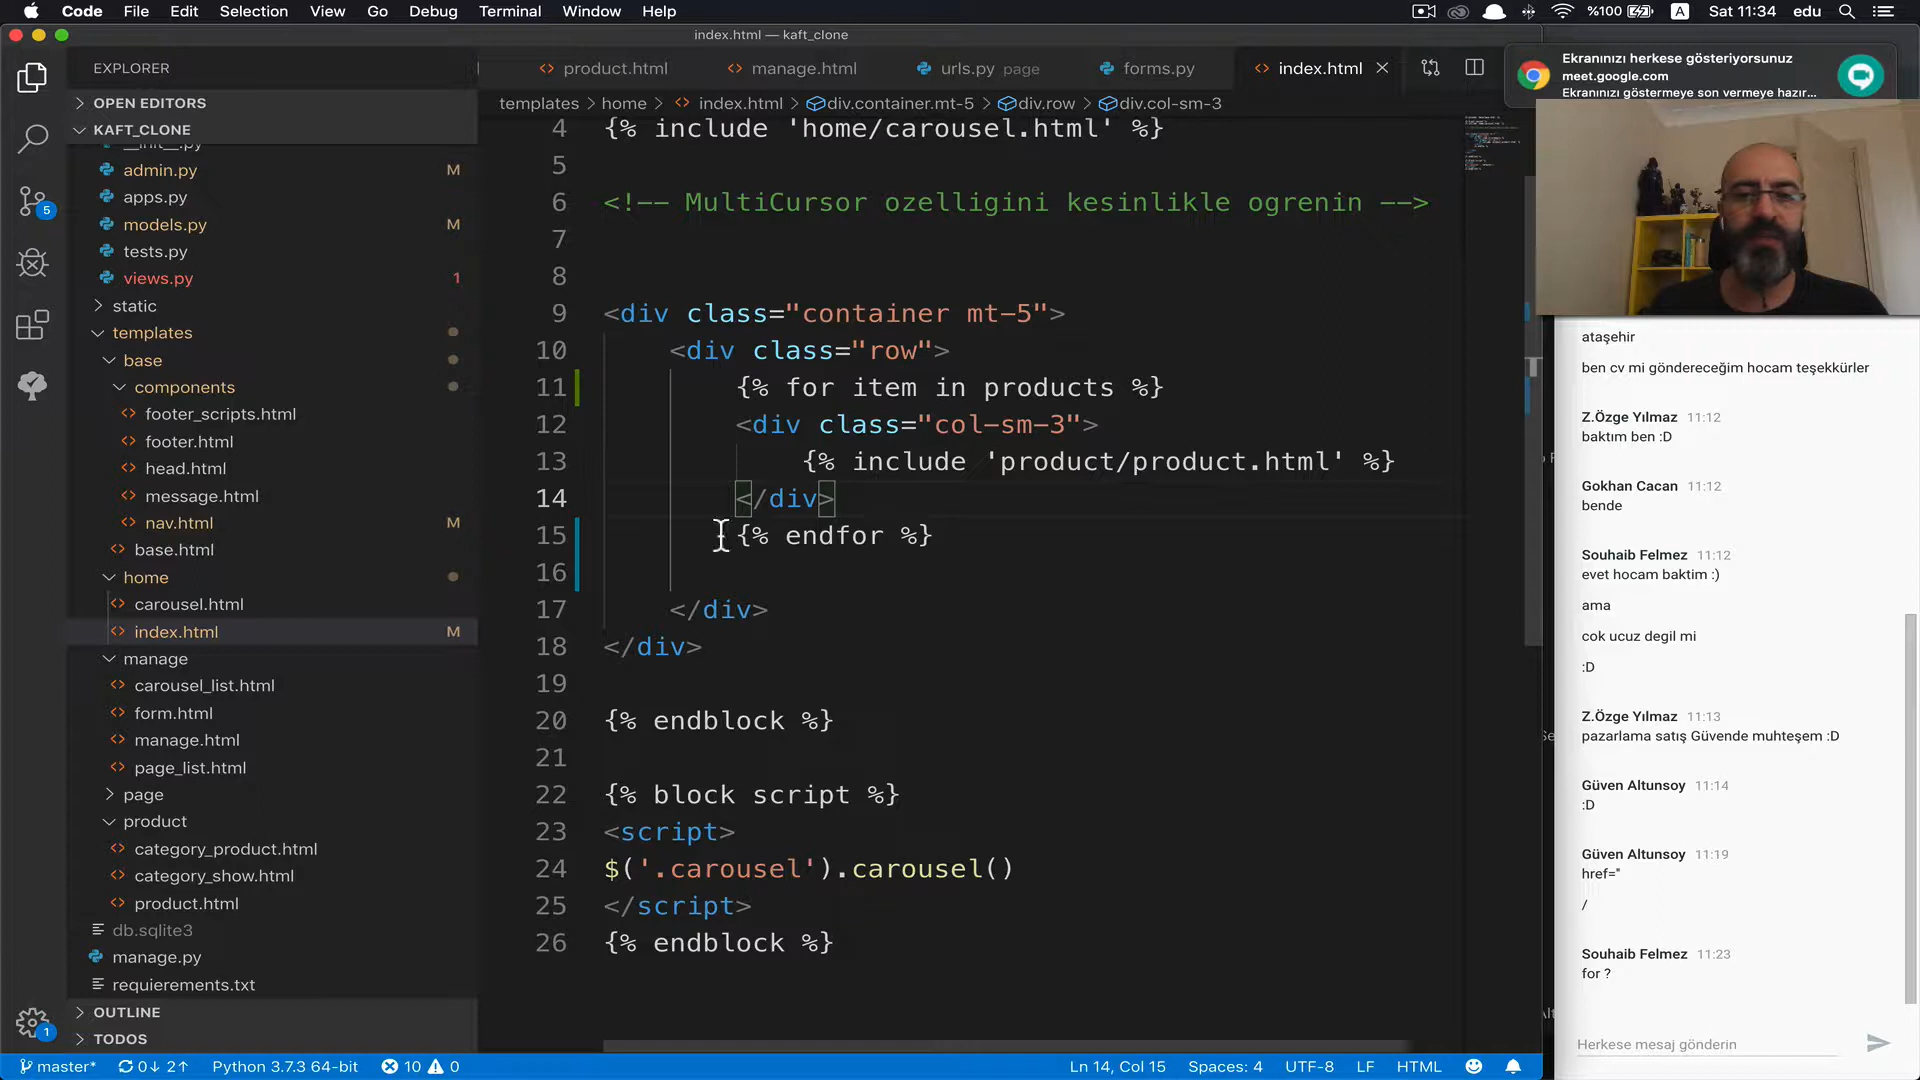 Code File Edit Selection View Go Debug Terminal Window Help
%100 A Sat 11:34 edu
index.html — kaft_clone
EXPLORER
OPEN EDITORS
KAFT_CLONE
__init__.py
admin.py M
apps.py
models.py M
tests.py
views.py 1
static
templates
base
components
footer_scripts.html
footer.html
head.html
message.html
nav.html M
base.html
home
carousel.html
index.html M
manage
carousel_list.html
form.html
manage.html
page_list.html
page
product
category_product.html
category_show.html
product.html
db.sqlite3
manage.py
requierements.txt
OUTLINE
TODOS
5
1
product.html manage.html urls.py page forms.py index.html
templates > home > index.html > div.container.mt-5 > div.row > div.col-sm-3
4 {% include 'home/carousel.html' %}
5
6 <!-- MultiCursor ozelligini kesinlikle ogrenin -->
7
8
9 <div class="container mt-5">
10 <div class="row">
11 {% for item in products %}
12 <div class="col-sm-3">
13 {% include 'product/product.html' %}
14 </div>
15 {% endfor %}
16
17 </div>
18 </div>
19
20 {% endblock %}
21
22 {% block script %}
23 <script>
24 $('.carousel').carousel()
25 </script>
26 {% endblock %}
Ekranınızı herkese gösteriyorsunuz
meet.google.com
Ekranınızı göstermeye son vermeye hazır...
ataşehir
ben cv mi göndereceğim hocam teşekkürler
Z.Özge Yılmaz 11:12
baktım ben :D
Gokhan Cacan 11:12
bende
Souhaib Felmez 11:12
evet hocam baktim :)
ama
cok ucuz degil mi
:D
Z.Özge Yılmaz 11:13
pazarlama satış Güvende muhteşem :D
Güven Altunsoy 11:14
:D
Güven Altunsoy 11:19
href="
/
Souhaib Felmez 11:23
for ?
Herkese mesaj gönderin
master* 0↓ 2↑ Python 3.7.3 64-bit 10 0 Ln 14, Col 15 Spaces: 4 UTF-8 LF HTML